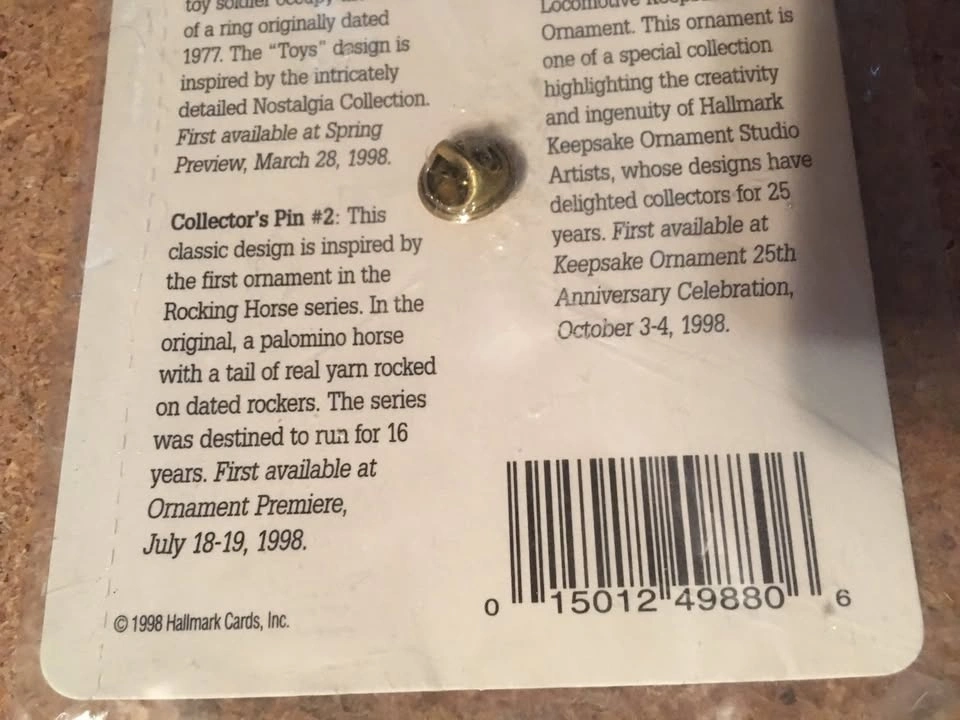 toy soldier occupy
of a ring originally dated
1977. The “Toys” design is
inspired by the intricately
detailed Nostalgia Collection.
First available at Spring
Preview, March 28, 1998.
Collector's Pin #2: This
classic design is inspired by
the first ornament in the
Rocking Horse series. In the
original, a palomino horse
with a tail of real yarn rocked
on dated rockers. The series
was destined to run for 16
years. First available at
Ornament Premiere,
July 18-19, 1998.
© 1998 Hallmark Cards, Inc.
Locomotive
Ornament. This ornament is
one of a special collection
highlighting the creativity
and ingenuity of Hallmark
Keepsake Ornament Studio
Artists, whose designs have
delighted collectors for 25
years. First available at
Keepsake Ornament 25th
Anniversary Celebration,
October 3-4, 1998.
0 15012 49880 6